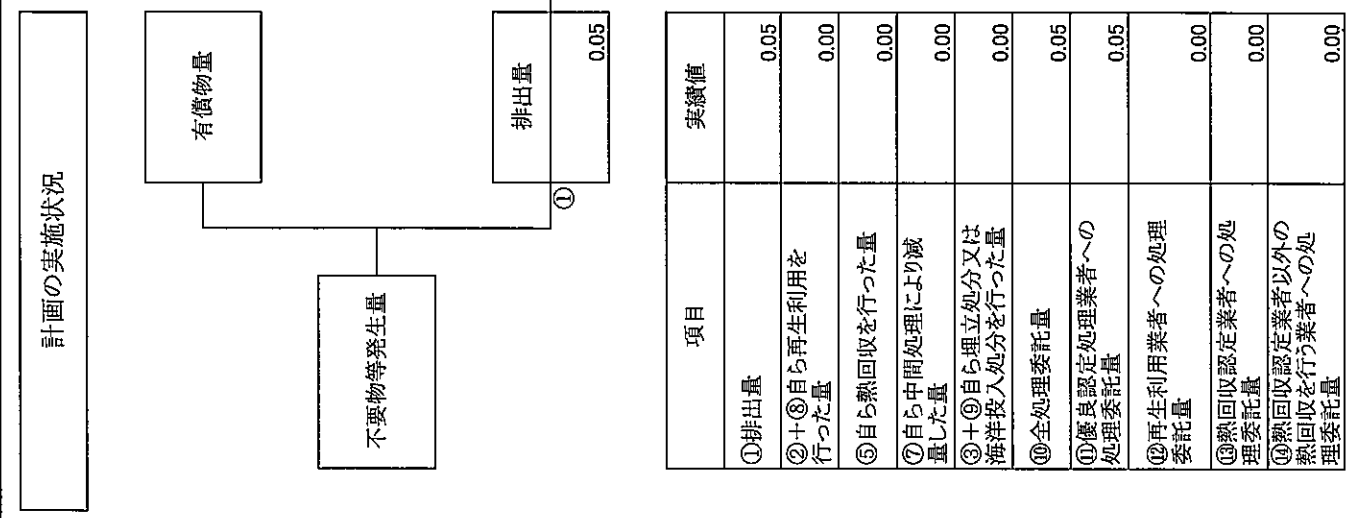 計画の実施状況
不要物等発生量
有償物量
排出量
①
0.05
項目
実績値
①排出量
0.05
②+⑧自ら再生利用を
行った量
0.00
⑤自ら熱回収を行った量
0.00
⑦自ら中間処理により減
量した量
0.00
③+⑨自ら埋立処分又は
海洋投入処分を行った量
0.00
⑩全処理委託量
0.05
⑪優良認定処理業者への
処理委託量
0.05
⑫再生利用業者への処理
委託量
0.00
⑬熱回収認定業者への処
理委託量
0.00
⑭熱回収認定業者以外の
熱回収を行う業者への処
理委託量
0.00